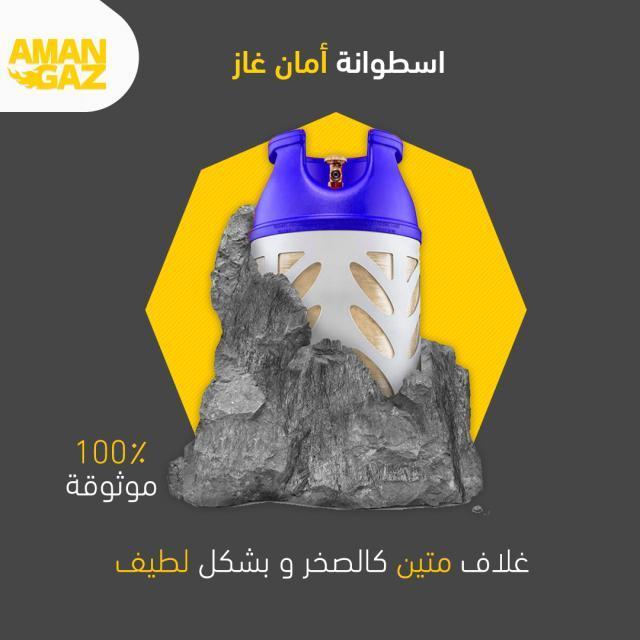 AMAN
GAZ
اسطوانة أمان غاز
100٪
موثوقة
غلاف متين كالصخر و بشكل لطيف